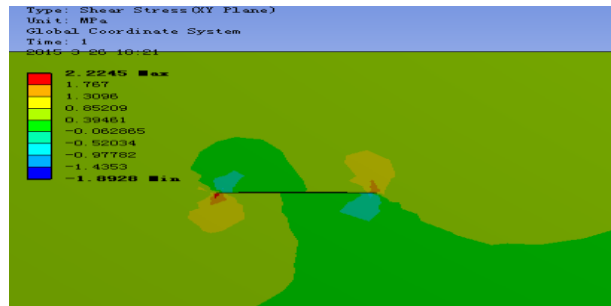 Type: Shear Stress(XY Plane)
Unit: MPa
Global Coordinate System
Time: 1
2015-3-26 10:21
2.2245 Max
1.767
1.3096
0.85209
0.39461
-0.062865
-0.52034
-0.97782
-1.4353
-1.8928 Min